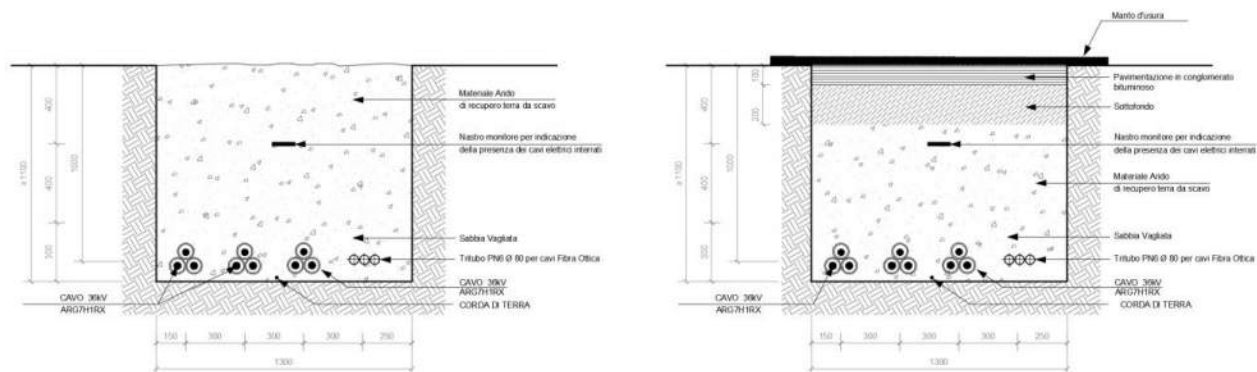 Materiale Arido
di recupero terra da scavo
Nastro monitore per indicazione
della presenza dei cavi elettrici interrati
Sabbia Vagliata
Tritubo PN6 Ø 80 per cavi Fibra Ottica
CAVO 36kV
ARG7H1RX
CORDA DI TERRA
CAVO 36kV
ARG7H1RX
400
400
300
1000
≥ 1100
150
300
300
300
250
1300
Manto d'usura
Pavimentazione in conglomerato
bituminoso
Sottofondo
Nastro monitore per indicazione
della presenza dei cavi elettrici interrati
Materiale Arido
di recupero terra da scavo
Sabbia Vagliata
Tritubo PN6 Ø 80 per cavi Fibra Ottica
CAVO 36kV
ARG7H1RX
CORDA DI TERRA
CAVO 36kV
ARG7H1RX
200
400
400
300
1000
≥ 1100
150
300
300
300
250
1300